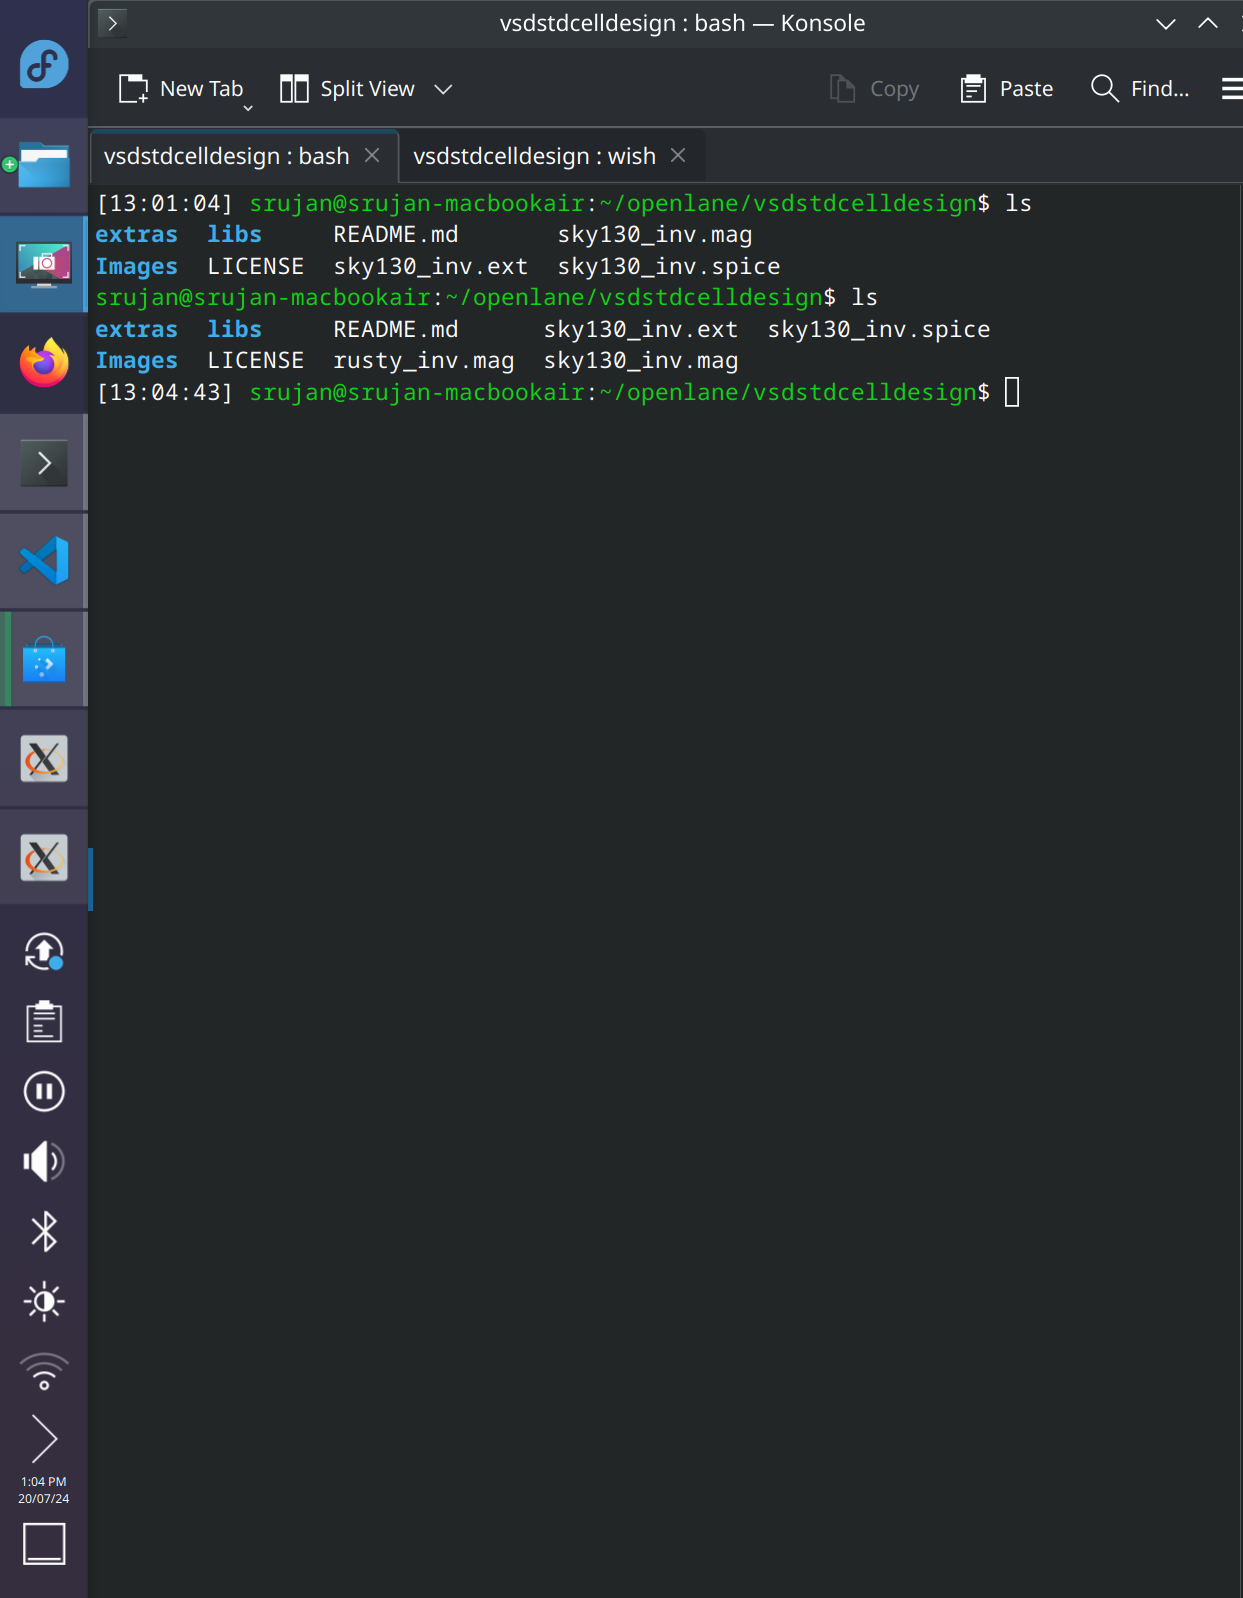 vsdstdcelldesign : bash — Konsole
New Tab Split View Copy Paste Find...
vsdstdcelldesign : bash vsdstdcelldesign : wish
[13:01:04] srujan@srujan-macbookair:~/openlane/vsdstdcelldesign$ ls
extras libs README.md sky130_inv.mag
Images LICENSE sky130_inv.ext sky130_inv.spice
srujan@srujan-macbookair:~/openlane/vsdstdcelldesign$ ls
extras libs README.md sky130_inv.ext sky130_inv.spice
Images LICENSE rusty_inv.mag sky130_inv.mag
[13:04:43] srujan@srujan-macbookair:~/openlane/vsdstdcelldesign$
1:04 PM
20/07/24